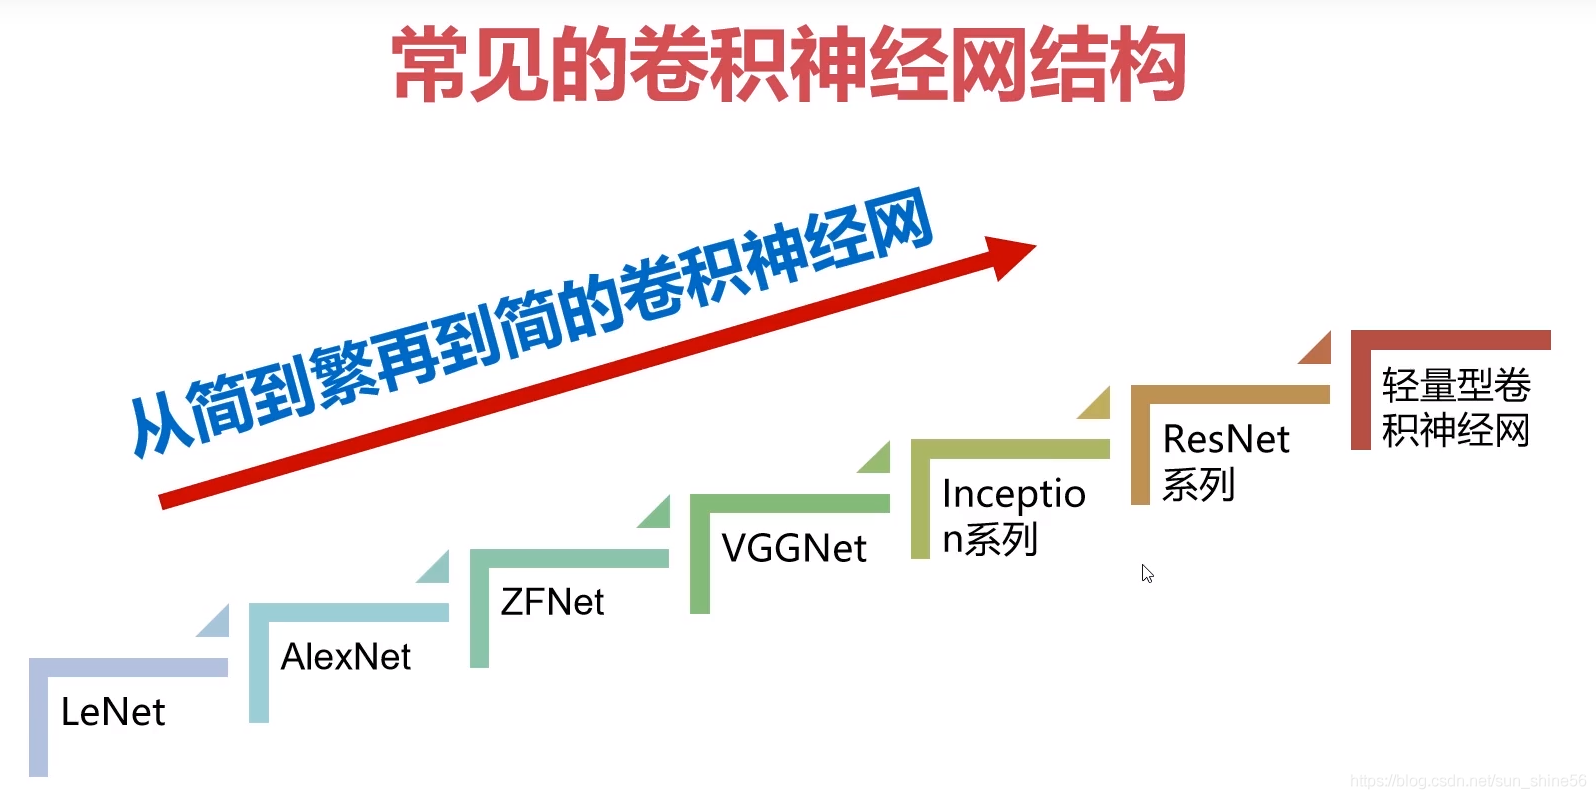 常见的卷积神经网结构
从简到繁再到简的卷积神经网
LeNet
AlexNet
ZFNet
VGGNet
Inceptio
n系列
ResNet
系列
轻量型卷
积神经网
https://blog.csdn.net/sun_shine56